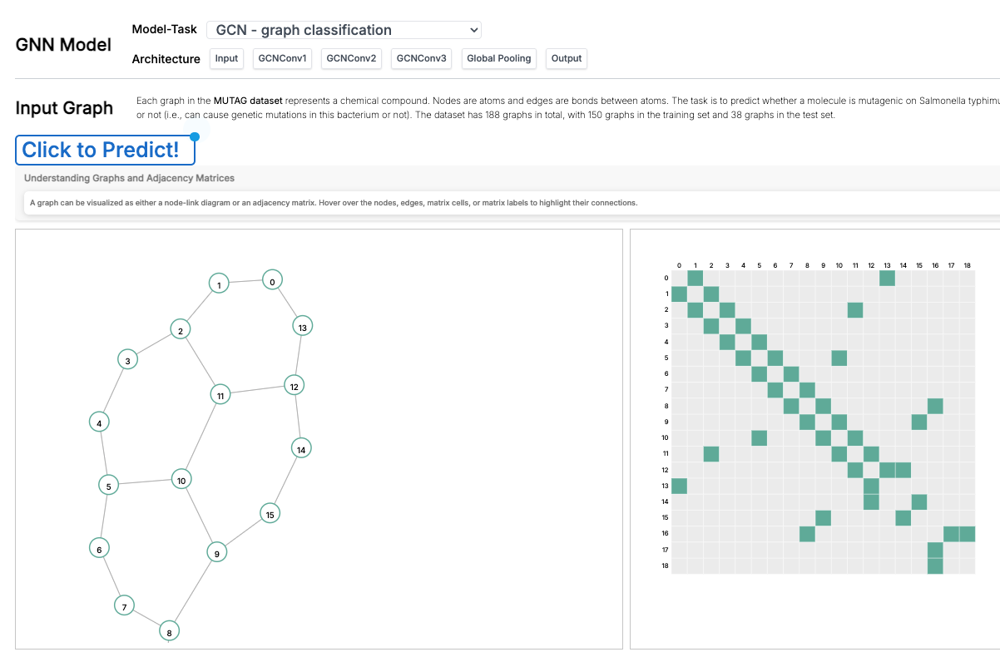 GNN Model
Model-Task
GCN - graph classification
Architecture
Input
GCNConv1
GCNConv2
GCNConv3
Global Pooling
Output
Input Graph
Each graph in the MUTAG dataset represents a chemical compound. Nodes are atoms and edges are bonds between atoms. The task is to predict whether a molecule is mutagenic on Salmonella typhimu
or not (i.e., can cause genetic mutations in this bacterium or not). The dataset has 188 graphs in total, with 150 graphs in the training set and 38 graphs in the test set.
Click to Predict!
Understanding Graphs and Adjacency Matrices
A graph can be visualized as either a node-link diagram or an adjacency matrix. Hover over the nodes, edges, matrix cells, or matrix labels to highlight their connections.
1
0
2
13
3
12
11
4
14
10
5
15
6
9
7
8
0 1 2 3 4 5 6 7 8 9 10 11 12 13 14 15 16 17 18
0
1
2
3
4
5
6
7
8
9
10
11
12
13
14
15
16
17
18